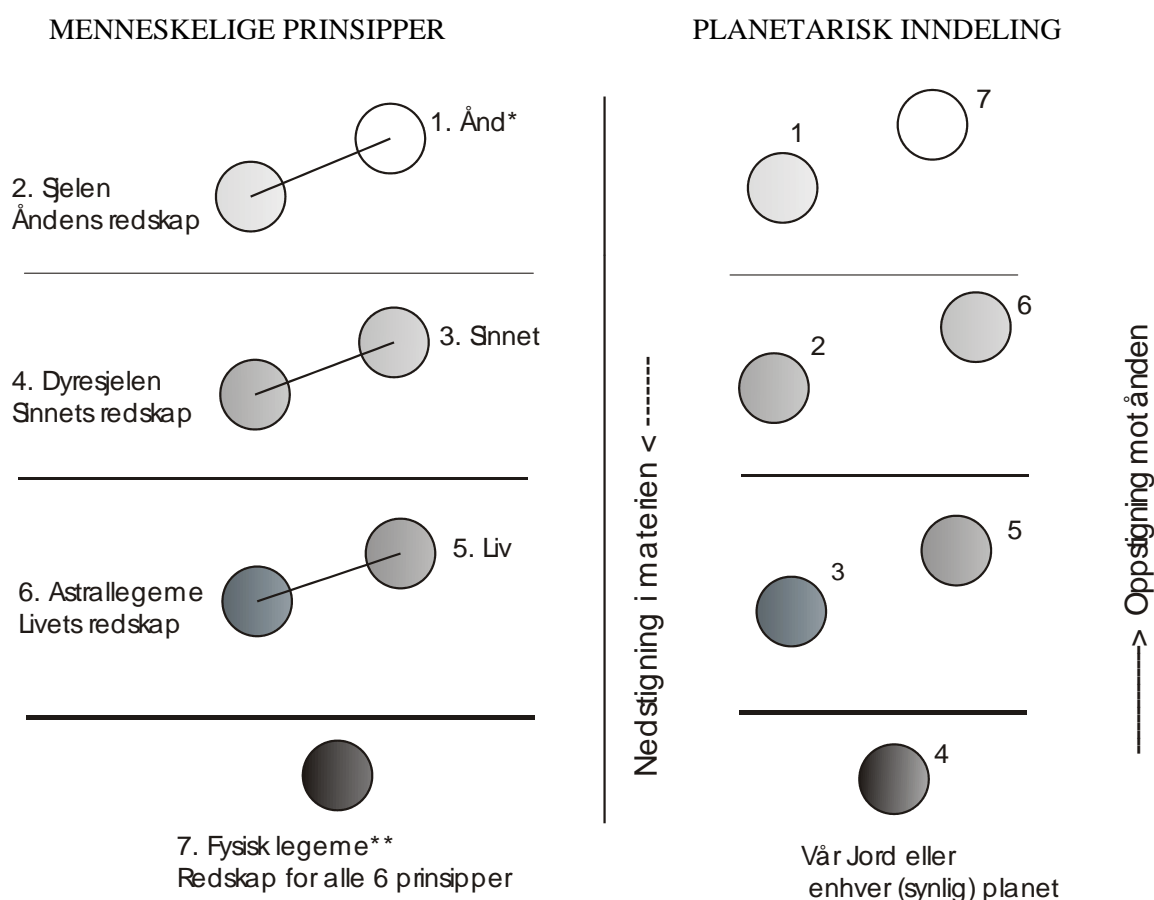 MENNESKELIGE PRINSIPPER
1. Ånd*
2. Sjelen
Åndens redskap
3. Sinnet
4. Dyresjelen
Sinnets redskap
5. Liv
6. Astrallegeme
Livets redskap
7. Fysisk legeme**
Redskap for alle 6 prinsipper
PLANETARISK INNDELING
7
1
6
2
5
3
4
Nedstigning i materien < -------
-------> Oppstigning mot ånden
Vår Jord eller
enhver (synlig) planet